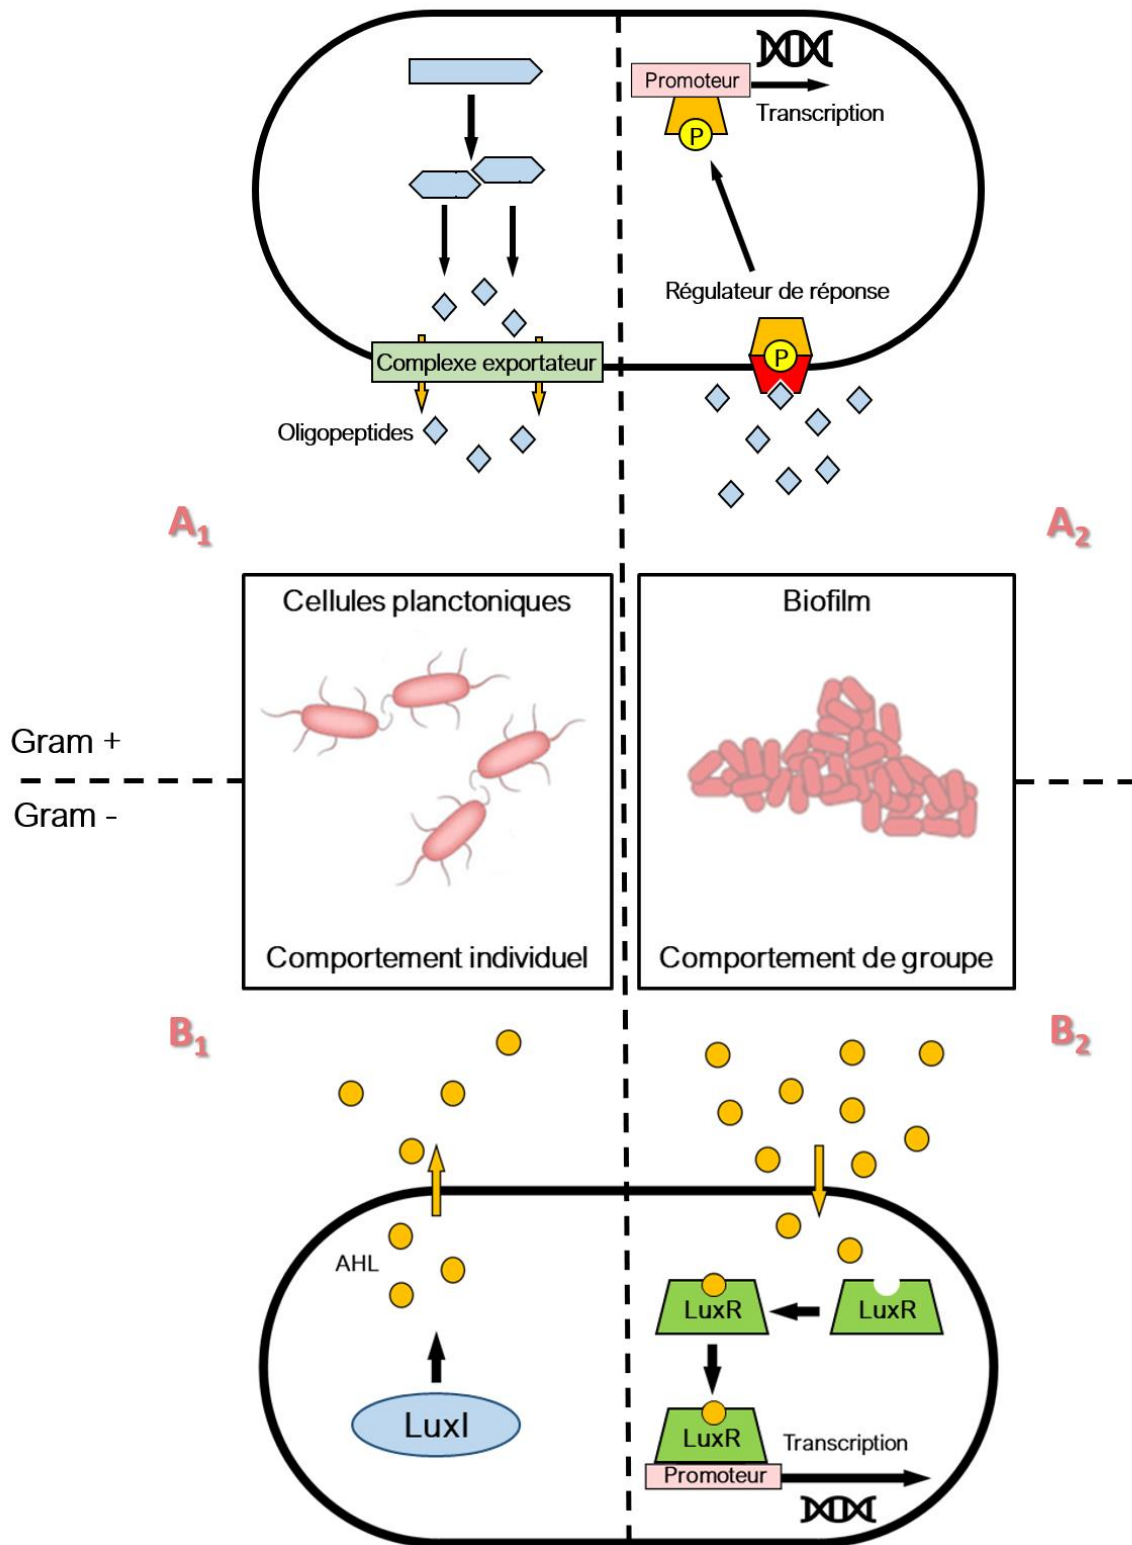 Promoteur
Transcription
P
Régulateur de réponse
P
Complexe exportateur
Oligopeptides
A1
A2
Cellules planctoniques
Biofilm
Gram +
Gram -
Comportement individuel
Comportement de groupe
B1
B2
AHL
LuxR
LuxR
LuxI
LuxR
Transcription
Promoteur